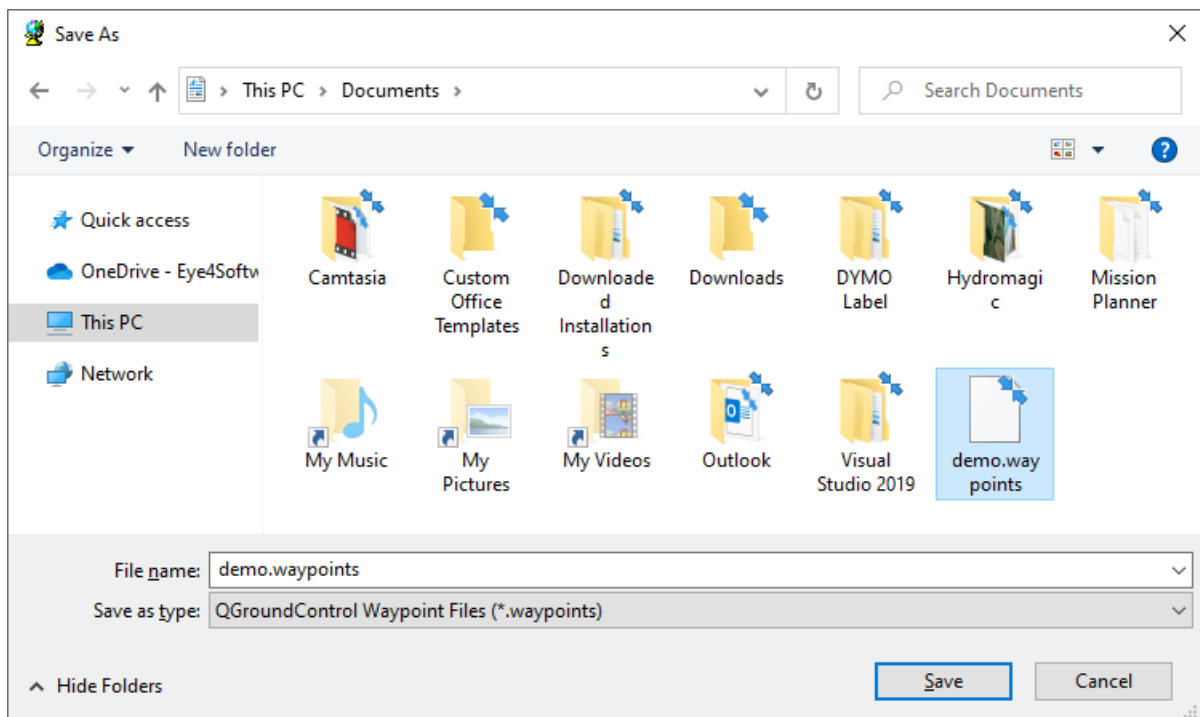 Save As
This PC > Documents >
Search Documents
Organize
New folder
?
Quick access
OneDrive - Eye4Softw
This PC
Network
Camtasia
Custom
Office
Templates
Downloade
d
Installation
s
Downloads
DYMO
Label
Hydromagi
c
Mission
Planner
My Music
My
Pictures
My Videos
Outlook
Visual
Studio 2019
demo.way
points
File name: demo.waypoints
Save as type: QGroundControl Waypoint Files (*.waypoints)
Hide Folders
Save
Cancel